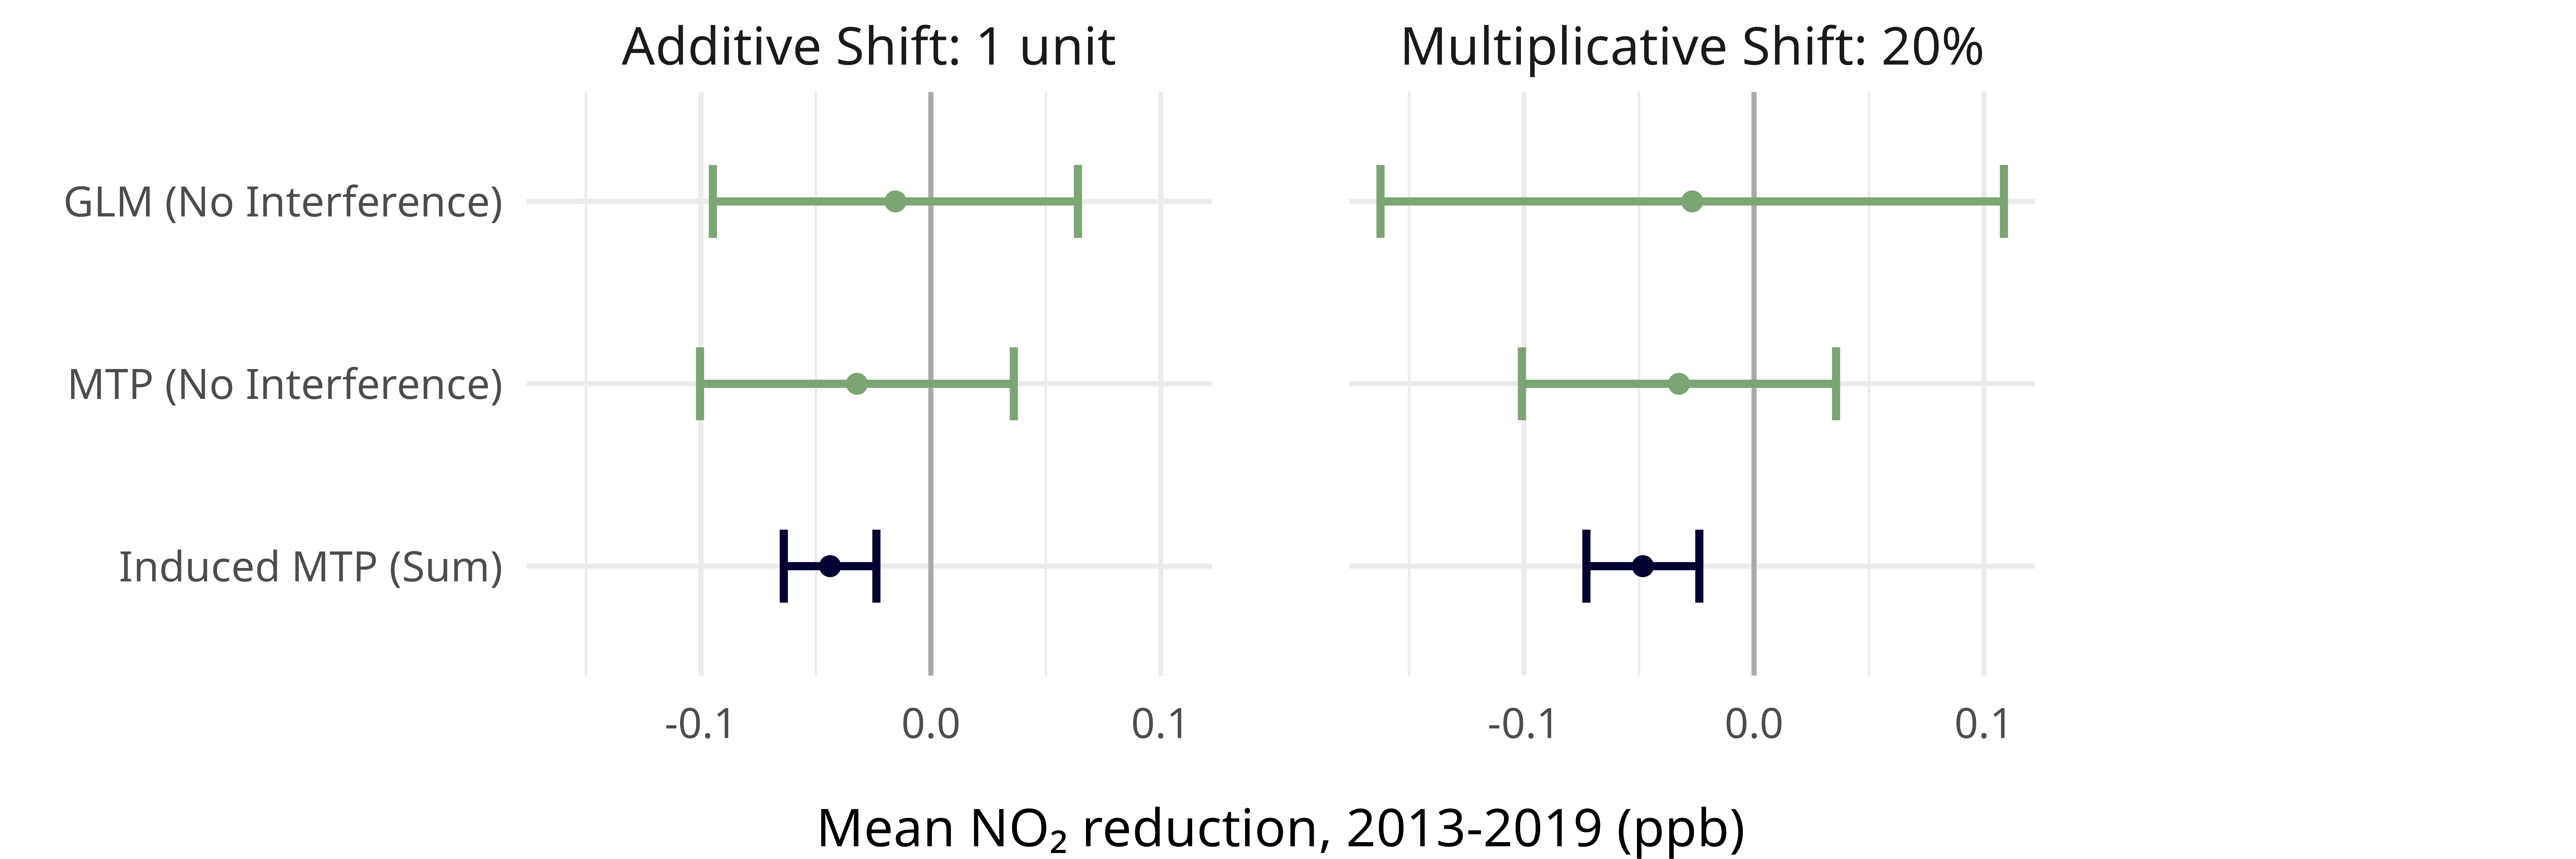 Additive Shift: 1 unit
Multiplicative Shift: 20%
GLM (No Interference)
MTP (No Interference)
Induced MTP (Sum)
-0.1 0.0 0.1
-0.1 0.0 0.1
Mean NO₂ reduction, 2013-2019 (ppb)